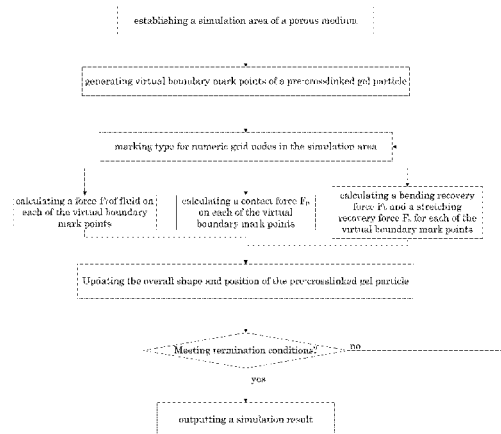 establishing a simulation area of a porous medium
generating virtual boundary mark points of a pre-crosslinked gel particle
marking type for numeric grid nodes in the simulation area
calculating a force of fluid on
each of the virtual boundary
mark points
calculating a contact force
on each of the virtual
boundary mark points
calculating a bending recovery
force and a stretching
recovery force for each of the
virtual boundary mark points
Updating the overall shape and position of the pre-crosslinked gel particle
Meeting termination conditions?
no
yes
outputting a simulation result